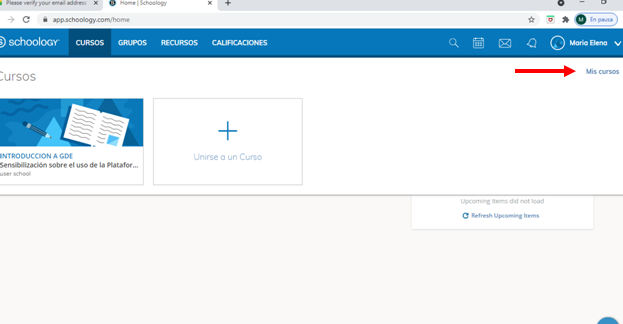 Please verify your email address
Home | Schoology
app.schoology.com/home
M
En pausa
S schoology
CURSOS
GRUPOS
RECURSOS
CALIFICACIONES
Maria Elena
Cursos
Mis cursos
INTRODUCCION A GDE
Sensibilización sobre el uso de la Platafor...
user school
Unirse a un Curso
Upcoming Items did not load
Refresh Upcoming Items